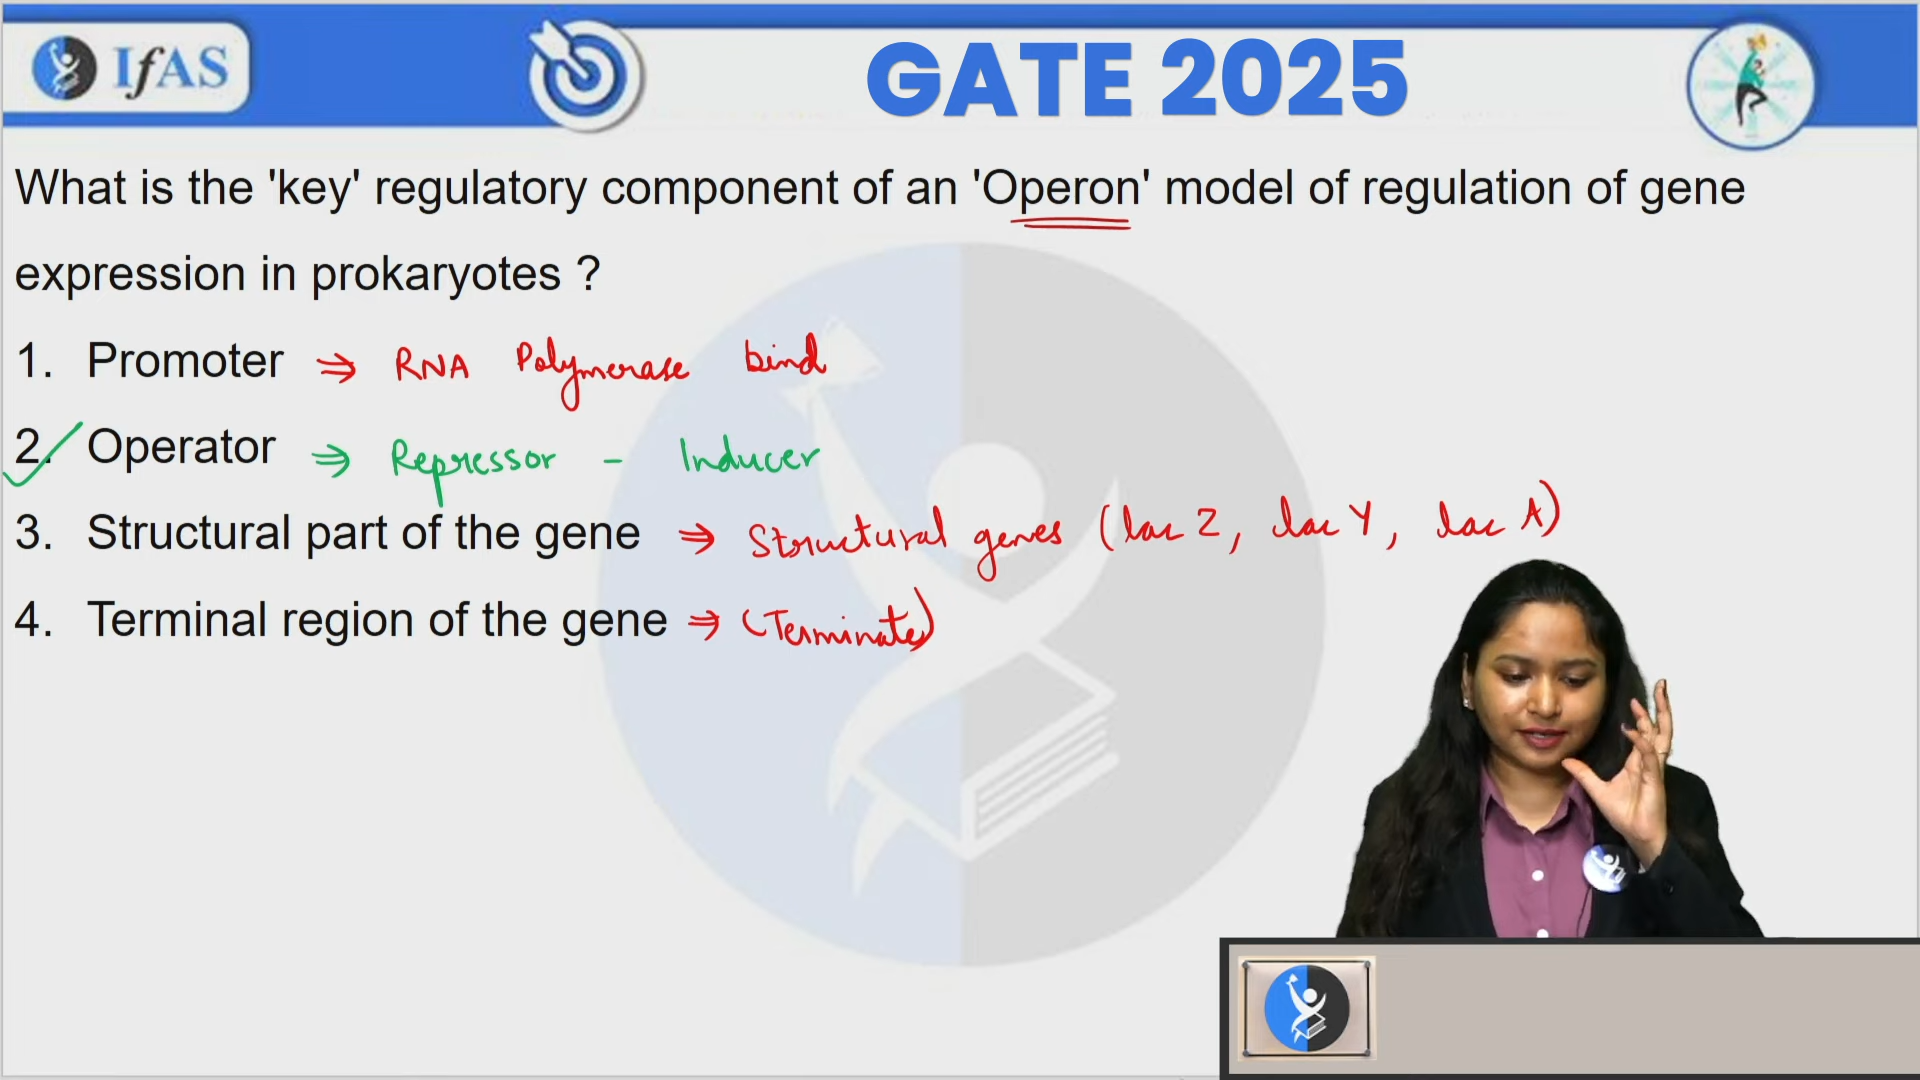 IfAS
GATE 2025
What is the 'key' regulatory component of an 'Operon' model of regulation of gene
expression in prokaryotes ?
1. Promoter ⇒ RNA Polymerase bind
2. Operator ⇒ Repressor - Inducer
3. Structural part of the gene ⇒ Structural genes (lac Z, lac Y, lac A)
4. Terminal region of the gene ⇒ (Terminate)